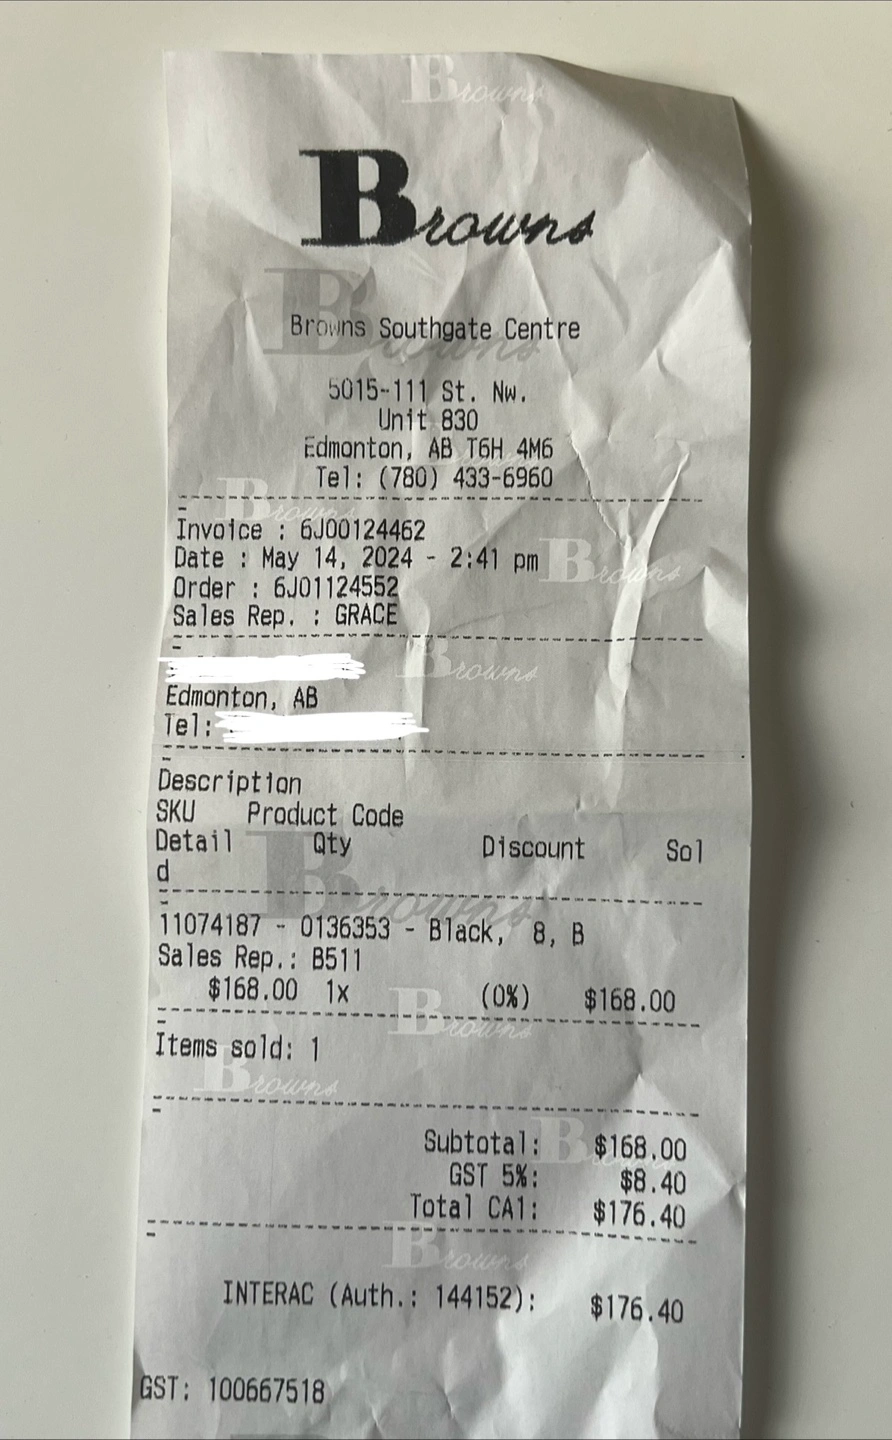 Browns
Browns Southgate Centre
5015-111 St. Nw.
Unit 830
Edmonton, AB T6H 4M6
Tel: (780) 433-6960
Invoice : 6J00124462
Date : May 14, 2024 - 2:41 pm
Order : 6J01124552
Sales Rep. : GRACE
Edmonton, AB
Tel:
Description
SKU Product Code
Detail Qty Discount Sol
d
11074187 - 0136353 - Black, 8, B
Sales Rep.: B511
$168.00 1x (0%) $168.00
Items sold: 1
Subtotal: $168.00
GST 5%: $8.40
Total CA1: $176.40
INTERAC (Auth.: 144152): $176.40
GST: 100667518